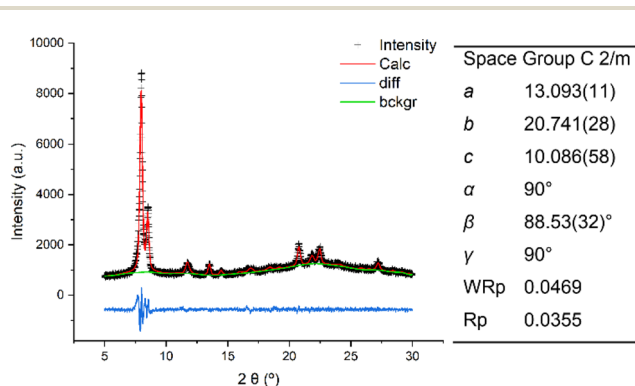 10000
8000
6000
4000
2000
0
5
10
15
20
25
30
Intensity (a.u.)
2 θ (º)
Intensity
Calc
diff
bckgr
Space Group C 2/m
a 13.093(11)
b 20.741(28)
c 10.086(58)
α 90°
β 88.53(32)°
γ 90°
WRp 0.0469
Rp 0.0355